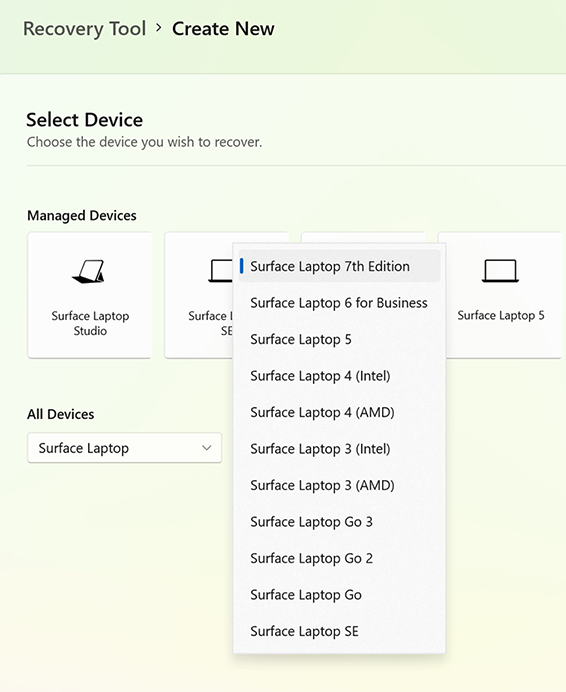 Recovery Tool > Create New
Select Device
Choose the device you wish to recover.
Managed Devices
Surface Laptop
Studio
Surface
SE
Surface Laptop 5
All Devices
Surface Laptop
Surface Laptop 7th Edition
Surface Laptop 6 for Business
Surface Laptop 5
Surface Laptop 4 (Intel)
Surface Laptop 4 (AMD)
Surface Laptop 3 (Intel)
Surface Laptop 3 (AMD)
Surface Laptop Go 3
Surface Laptop Go 2
Surface Laptop Go
Surface Laptop SE